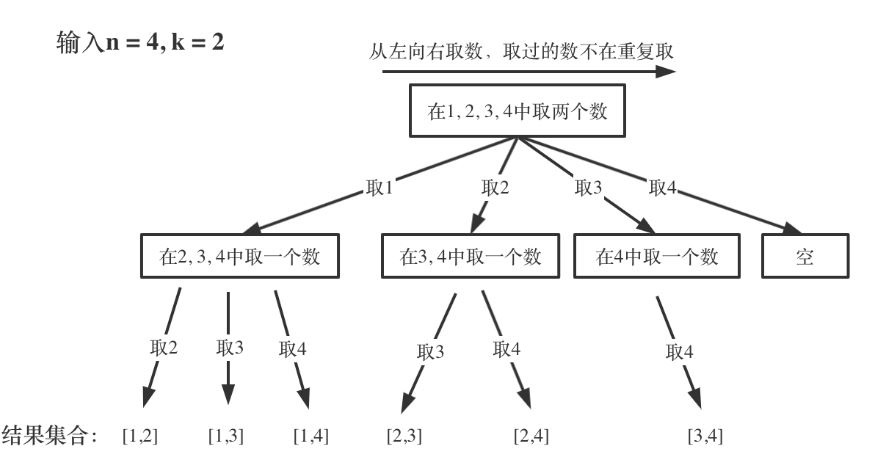 输入n = 4, k = 2
从左向右取数，取过的数不在重复取
在1, 2, 3, 4中取两个数
取1
取2
取3
取4
在2, 3, 4中取一个数
在3, 4中取一个数
在4中取一个数
空
取2
取3
取4
取3
取4
取4
结果集合： [1,2] [1,3] [1,4] [2,3] [2,4] [3,4]